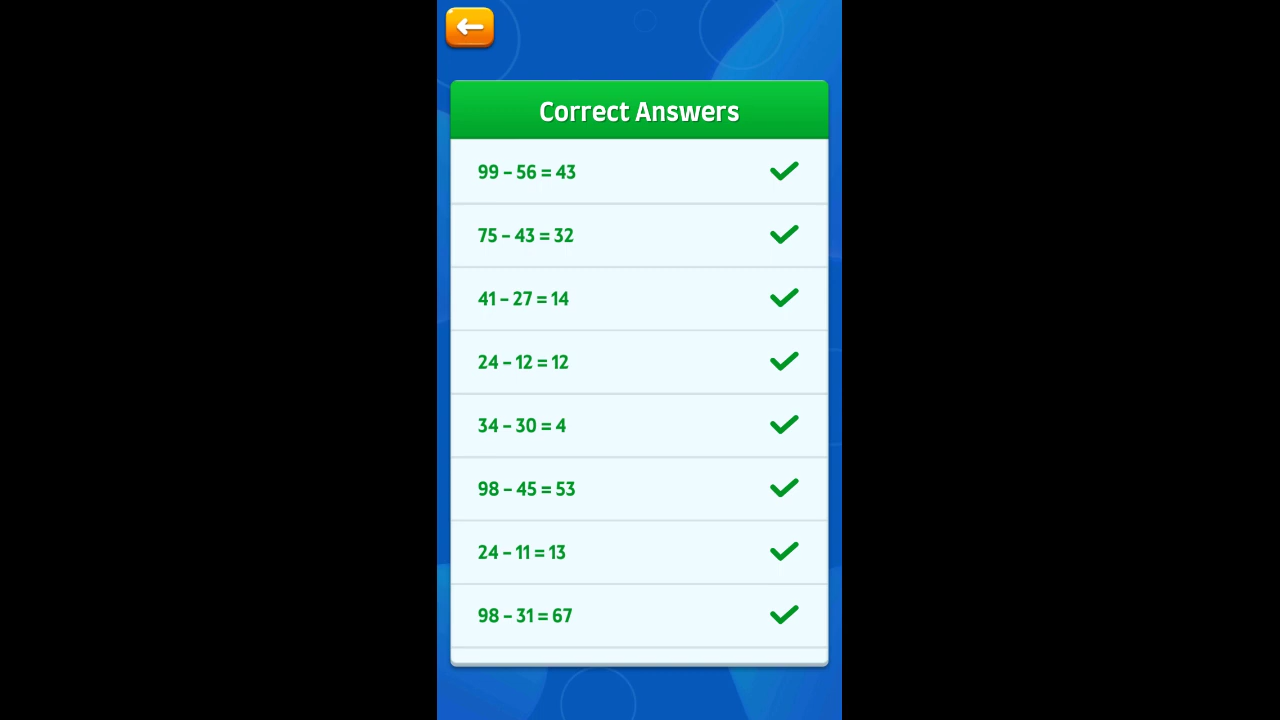 Correct Answers
99 – 56 = 43
75 – 43 = 32
41 – 27 = 14
24 – 12 = 12
34 – 30 = 4
98 – 45 = 53
24 – 11 = 13
98 – 31 = 67